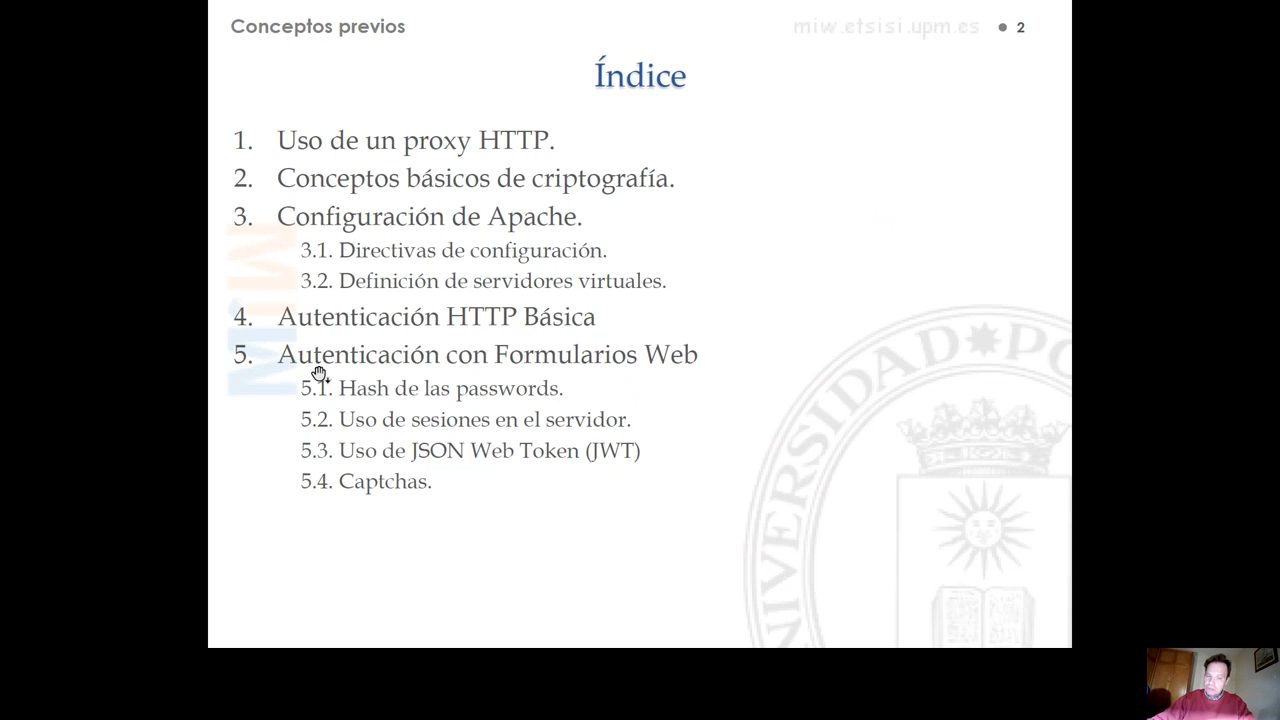 Conceptos previos
miw.etsisi.upm.es
2
Índice
1. Uso de un proxy HTTP.
2. Conceptos básicos de criptografía.
3. Configuración de Apache.
3.1. Directivas de configuración.
3.2. Definición de servidores virtuales.
4. Autenticación HTTP Básica
5. Autenticación con Formularios Web
5.1. Hash de las passwords.
5.2. Uso de sesiones en el servidor.
5.3. Uso de JSON Web Token (JWT)
5.4. Captchas.
MiW
UNIVERSIDAD PO